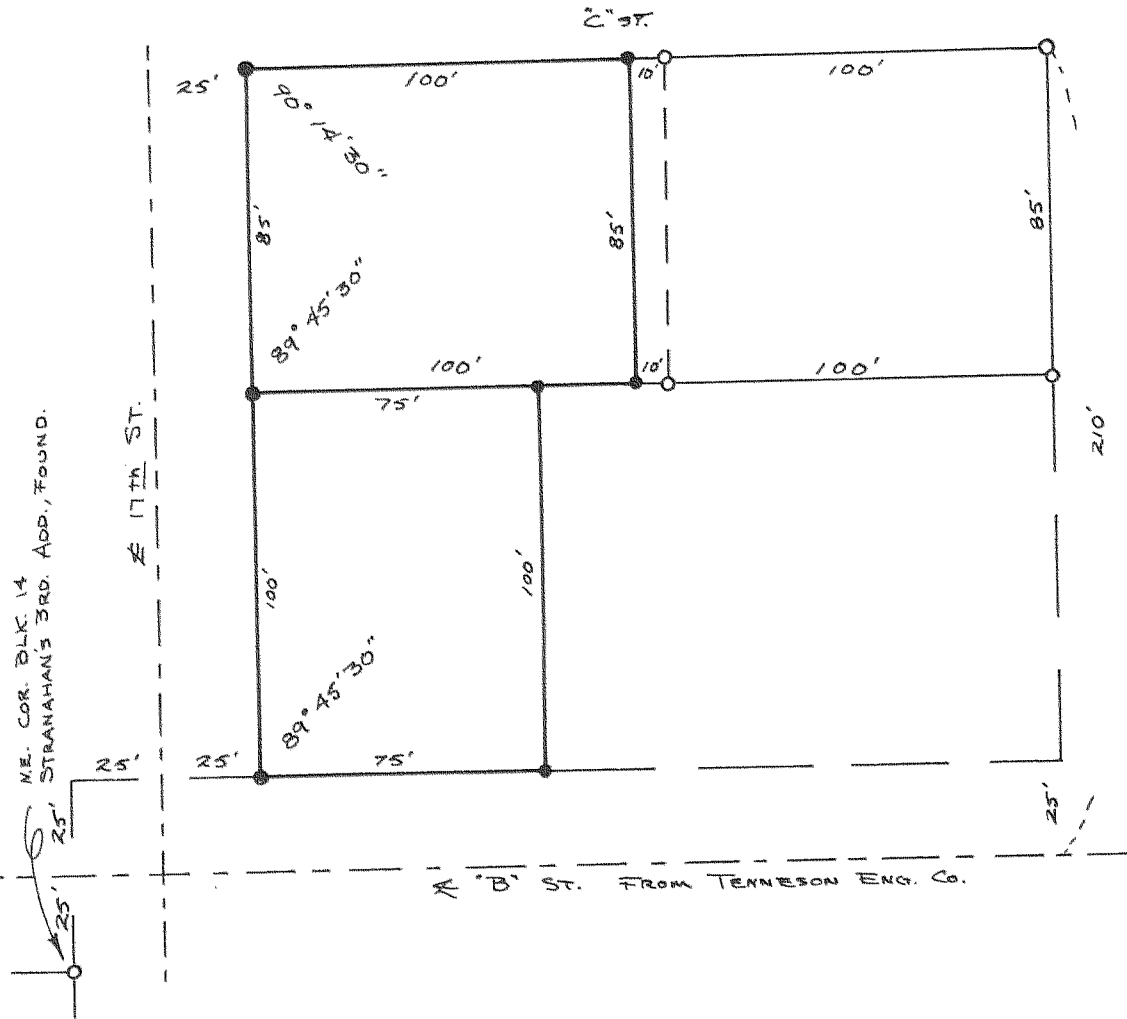 "C" ST.
25'
100'
10'
100'
90° 14' 30"
85'
85'
85'
89° 45' 30"
100'
10'
100'
75'
℄ 17TH ST.
210'
N.E. COR. BLK. 14
STRANAHAN'S 3RD. ADD., FOUND.
100'
100'
89° 45' 30"
25'
25'
75'
25'
25'
℄ "B" ST. FROM TENNESON ENG. CO.
25'